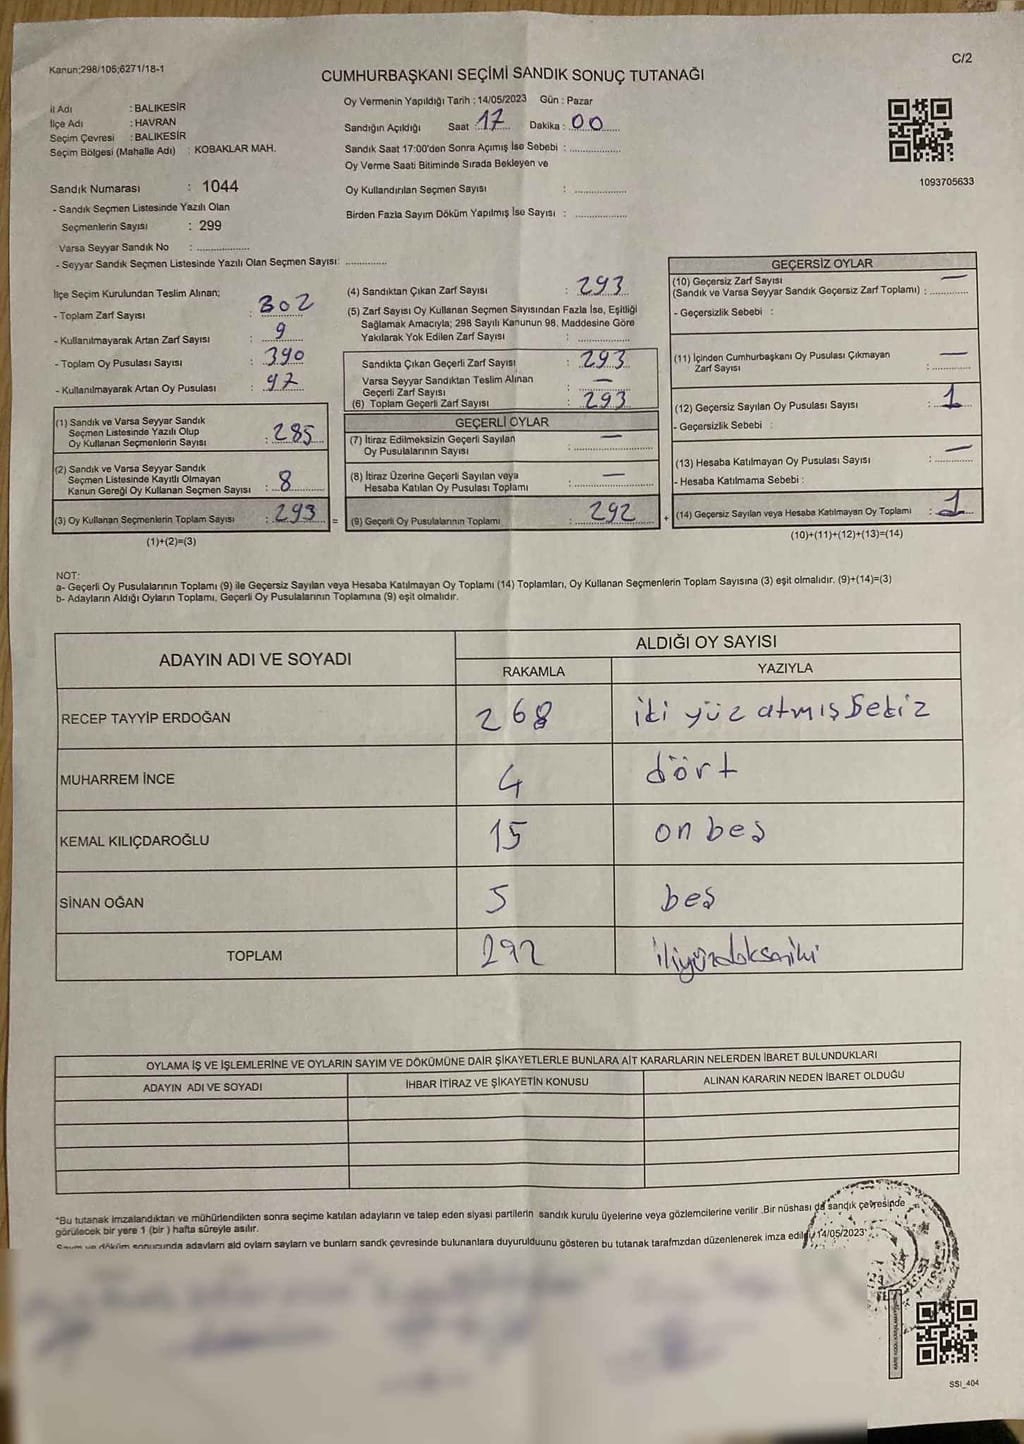 Kanun:298/105;6271/18-1
C/2
CUMHURBAŞKANI SEÇİMİ SANDIK SONUÇ TUTANAĞI
İl Adı : BALIKESİR
İlçe Adı : HAVRAN
Seçim Çevresi : BALIKESİR
Seçim Bölgesi (Mahalle Adı) : KOBAKLAR MAH.
Oy Vermenin Yapıldığı Tarih : 14/05/2023 Gün : Pazar
Sandığın Açıldığı Saat : 17 Dakika : 00
Sandık Saat 17:00'den Sonra Açımış İse Sebebi : ..............
Oy Verme Saati Bitiminde Sırada Bekleyen ve
Oy Kullandırılan Seçmen Sayısı : ..............
Birden Fazla Sayım Döküm Yapılmış İse Sayısı : ..............
1093705633
Sandık Numarası : 1044
- Sandık Seçmen Listesinde Yazılı Olan
Seçmenlerin Sayısı : 299
Varsa Seyyar Sandık No : ..............
- Seyyar Sandık Seçmen Listesinde Yazılı Olan Seçmen Sayısı: ..............
İlçe Seçim Kurulundan Teslim Alınan;
- Toplam Zarf Sayısı : 302
- Kullanılmayarak Artan Zarf Sayısı : 9
- Toplam Oy Pusulası Sayısı : 390
- Kullanılmayarak Artan Oy Pusulası : 97
(1) Sandık ve Varsa Seyyar Sandık
Seçmen Listesinde Yazılı Olup
Oy Kullanan Seçmenlerin Sayısı : 285
(2) Sandık ve Varsa Seyyar Sandık
Seçmen Listesinde Kayıtlı Olmayan
Kanun Gereği Oy Kullanan Seçmen Sayısı : 8
(3) Oy Kullanan Seçmenlerin Toplam Sayısı : 293 =
(1)+(2)=(3)
(4) Sandıktan Çıkan Zarf Sayısı : 293
(5) Zarf Sayısı Oy Kullanan Seçmen Sayısından Fazla İse, Eşitliği
Sağlamak Amacıyla; 298 Sayılı Kanunun 98. Maddesine Göre
Yakılarak Yok Edilen Zarf Sayısı : ..............
Sandıkta Çıkan Geçerli Zarf Sayısı : 293
Varsa Seyyar Sandıktan Teslim Alınan
Geçerli Zarf Sayısı : —
(6) Toplam Geçerli Zarf Sayısı : 293
GEÇERLİ OYLAR
(7) İtiraz Edilmeksizin Geçerli Sayılan
Oy Pusulalarının Sayısı : —
(8) İtiraz Üzerine Geçerli Sayılan veya
Hesaba Katılan Oy Pusulası Toplamı : —
(9) Geçerli Oy Pusulalarının Toplamı : 292 +
GEÇERSİZ OYLAR
(10) Geçersiz Zarf Sayısı —
(Sandık ve Varsa Seyyar Sandık Geçersiz Zarf Toplamı) : ..............
- Geçersizlik Sebebi :
(11) İçinden Cumhurbaşkanı Oy Pusulası Çıkmayan
Zarf Sayısı : —
(12) Geçersiz Sayılan Oy Pusulası Sayısı : 1
- Geçersizlik Sebebi :
(13) Hesaba Katılmayan Oy Pusulası Sayısı : —
- Hesaba Katılmama Sebebi :
(14) Geçersiz Sayılan veya Hesaba Katılmayan Oy Toplamı : 1
(10)+(11)+(12)+(13)=(14)
NOT:
a- Geçerli Oy Pusulalarının Toplamı (9) ile Geçersiz Sayılan veya Hesaba Katılmayan Oy Toplamı (14) Toplamları, Oy Kullanan Seçmenlerin Toplam Sayısına (3) eşit olmalıdır. (9)+(14)=(3)
b- Adayların Aldığı Oyların Toplamı, Geçerli Oy Pusulalarının Toplamına (9) eşit olmalıdır.
ADAYIN ADI VE SOYADI
ALDIĞI OY SAYISI
RAKAMLA YAZIYLA
RECEP TAYYİP ERDOĞAN 268 iki yüz atmış sekiz
MUHARREM İNCE 4 dört
KEMAL KILIÇDAROĞLU 15 on beş
SİNAN OĞAN 5 beş
TOPLAM 292 ikiyüzdoksaniki
OYLAMA İŞ VE İŞLEMLERİNE VE OYLARIN SAYIM VE DÖKÜMÜNE DAİR ŞİKAYETLERLE BUNLARA AİT KARARLARIN NELERDEN İBARET BULUNDUKLARI
ADAYIN ADI VE SOYADI İHBAR İTİRAZ VE ŞİKAYETİN KONUSU ALINAN KARARIN NEDEN İBARET OLDUĞU
"Bu tutanak imzalandıktan ve mühürlendikten sonra seçime katılan adayların ve talep eden siyasi partilerin sandık kurulu üyelerine veya gözlemcilerine verilir .Bir nüshası da sandık çevresinde
görülecek bir yere 1 (bir ) hafta süreyle asılır.
Sayım ve döküm sonucunda adaylarn ald oylarn saylarn ve bunlarn sandk çevresinde bulunanlara duyurulduunu gösteren bu tutanak tarafmzdan düzenlenerek imza edildi 14/05/2023"
SSI_404